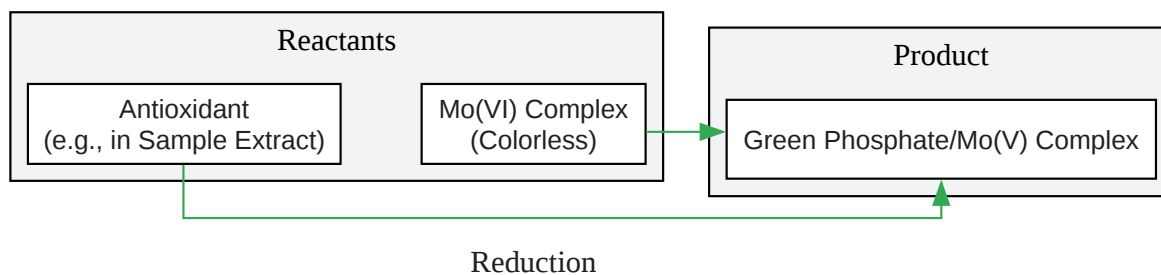 Reactants
Antioxidant
(e.g., in Sample Extract)
Mo(VI) Complex
(Colorless)
Product
Green Phosphate/Mo(V) Complex
Reduction